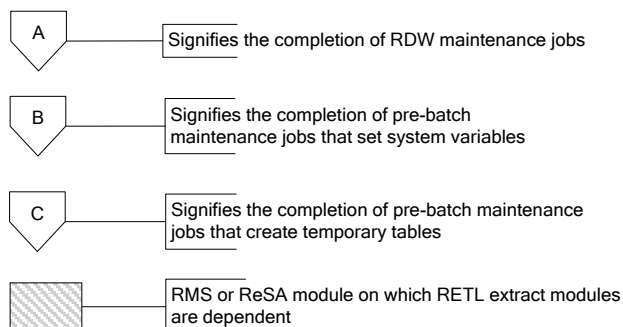 A
Signifies the completion of RDW maintenance jobs
B
Signifies the completion of pre-batch
maintenance jobs that set system variables
C
Signifies the completion of pre-batch maintenance
jobs that create temporary tables
RMS or ReSA module on which RETL extract modules
are dependent